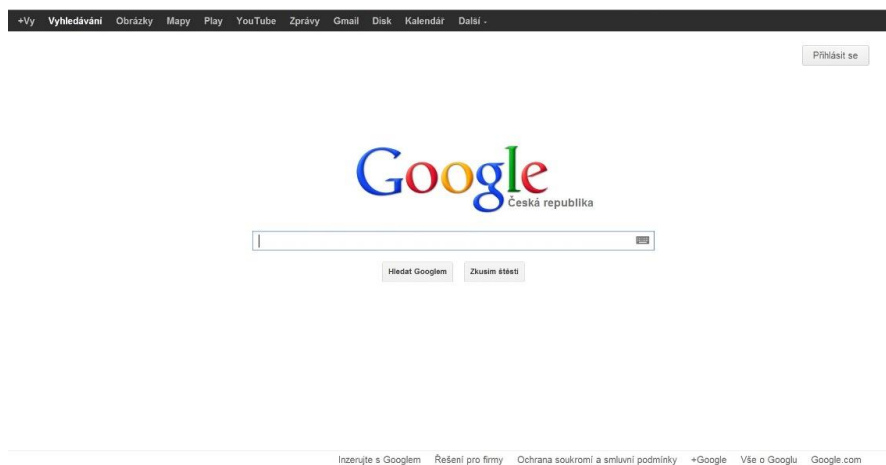 +Vy Vyhledávání Obrázky Mapy Play YouTube Zprávy Gmail Disk Kalendář Další
Přihlásit se
Google
Česká republika
Hledat Googlem Zkusím štěstí
Inzerujte s Googlem Řešení pro firmy Ochrana soukromí a smluvní podmínky +Google Vše o Googlu Google.com